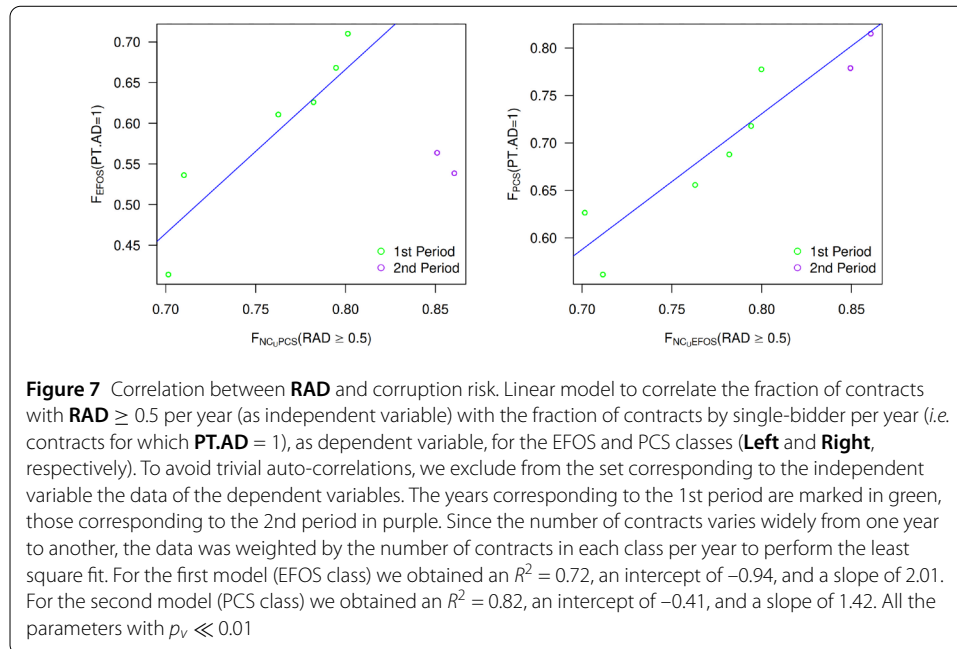 0.70
0.65
0.60
0.55
0.50
0.45
F_EFOS(PT.AD=1)
0.70 0.75 0.80 0.85
F_NC∪PCS(RAD ≥ 0.5)
1st Period
2nd Period
0.80
0.75
0.70
0.65
0.60
F_PCS(PT.AD=1)
0.70 0.75 0.80 0.85
F_NC∪EFOS(RAD ≥ 0.5)
1st Period
2nd Period
Figure 7 Correlation between RAD and corruption risk. Linear model to correlate the fraction of contracts
with RAD ≥ 0.5 per year (as independent variable) with the fraction of contracts by single-bidder per year (i.e.
contracts for which PT.AD = 1), as dependent variable, for the EFOS and PCS classes (Left and Right,
respectively). To avoid trivial auto-correlations, we exclude from the set corresponding to the independent
variable the data of the dependent variables. The years corresponding to the 1st period are marked in green,
those corresponding to the 2nd period in purple. Since the number of contracts varies widely from one year
to another, the data was weighted by the number of contracts in each class per year to perform the least
square fit. For the first model (EFOS class) we obtained an R² = 0.72, an intercept of –0.94, and a slope of 2.01.
For the second model (PCS class) we obtained an R² = 0.82, an intercept of –0.41, and a slope of 1.42. All the
parameters with pᵥ ≪ 0.01